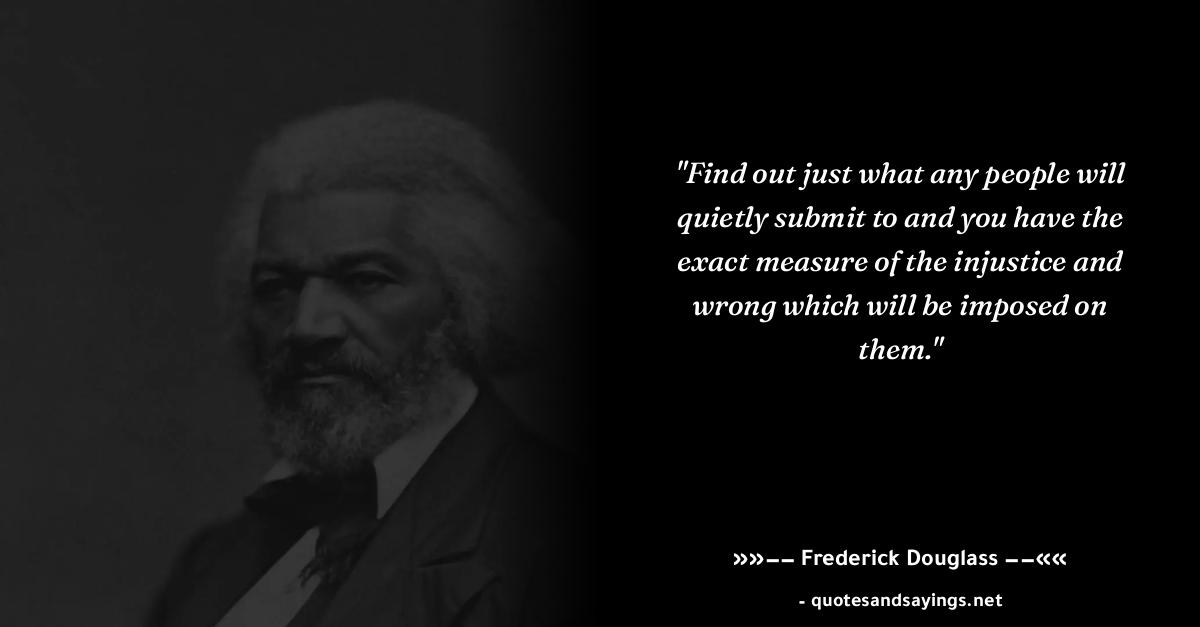 "Find out just what any people will
quietly submit to and you have the
exact measure of the injustice and
wrong which will be imposed on
them."
»»–– Frederick Douglass ––««
- quotesandsayings.net